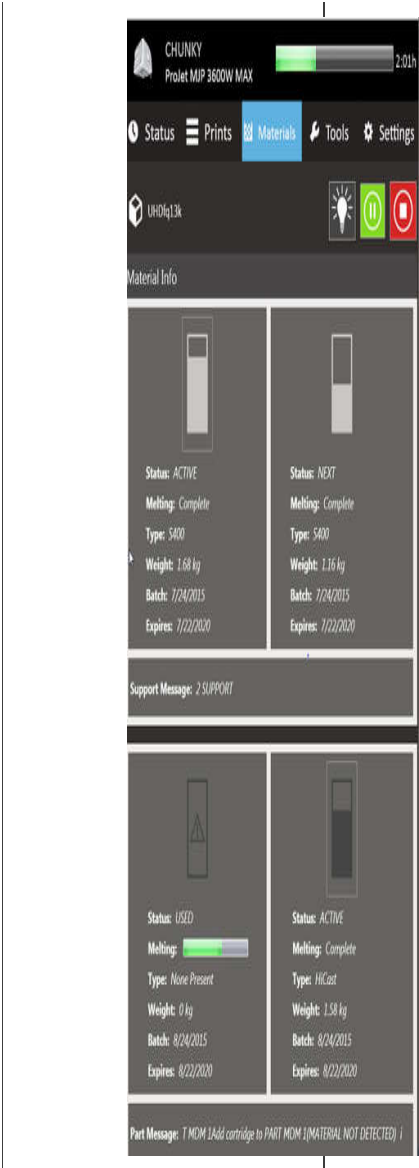 CHUNKY
ProJet MJP 3600W MAX
2:01h
Status Prints Materials Tools Settings
UHDfq13k
Material Info
Status: ACTIVE
Melting: Complete
Type: S400
Weight: 1.68 kg
Batch: 7/24/2015
Expires: 7/22/2020
Status: NEXT
Melting: Complete
Type: S400
Weight: 1.16 kg
Batch: 7/24/2015
Expires: 7/22/2020
Support Message: 2 SUPPORT
Status: USED
Melting:
Type: None Present
Weight: 0 kg
Batch: 8/24/2015
Expires: 8/22/2020
Status: ACTIVE
Melting: Complete
Type: HiCast
Weight: 1.58 kg
Batch: 8/24/2015
Expires: 8/22/2020
Part Message: T MDM 1Add cartridge to PART MDM 1(MATERIAL NOT DETECTED) i